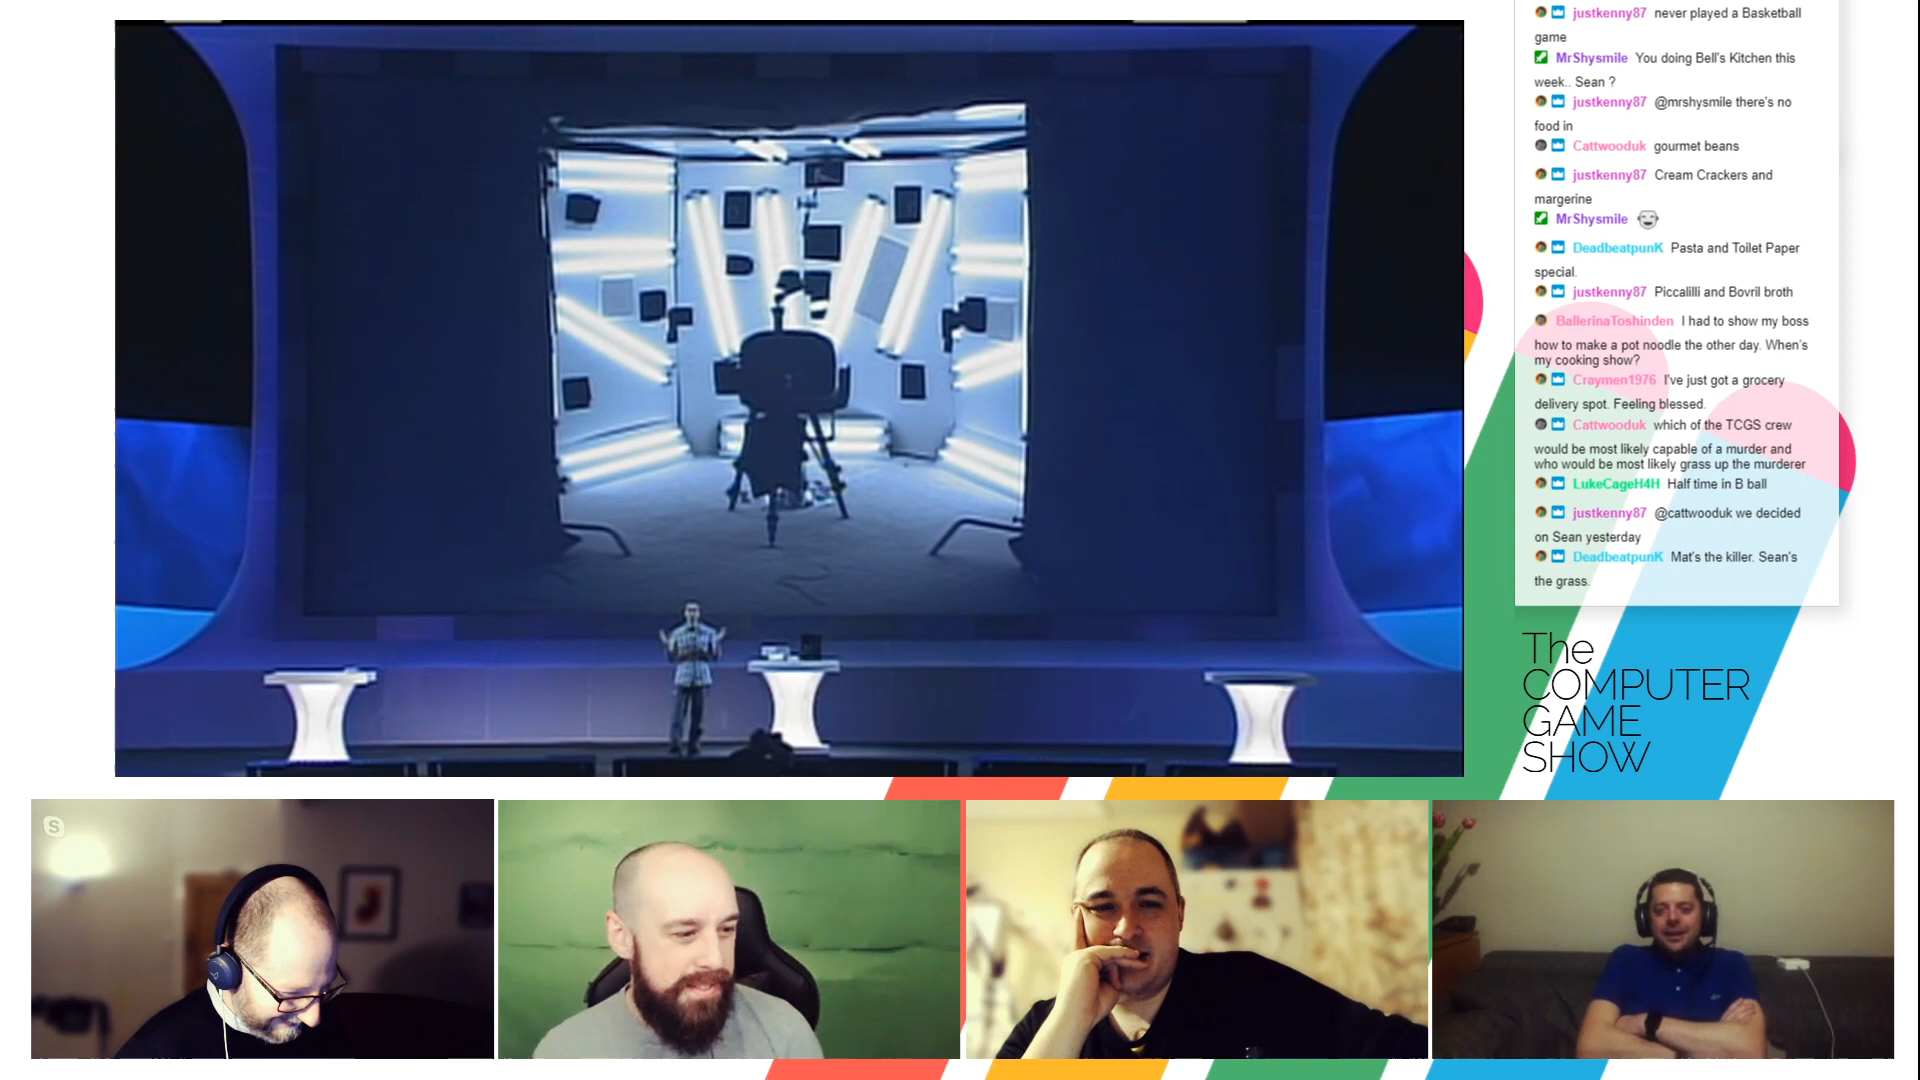 justkenny87 never played a Basketball
game
MrShysmile You doing Bell's Kitchen this
week.. Sean ?
justkenny87 @mrshysmile there's no
food in
Cattwooduk gourmet beans
justkenny87 Cream Crackers and
margerine
MrShysmile
DeadbeatpunK Pasta and Toilet Paper
special.
justkenny87 Piccalilli and Bovril broth
BallerinaToshinden I had to show my boss
how to make a pot noodle the other day. When's
my cooking show?
Craymen1976 I've just got a grocery
delivery spot. Feeling blessed.
Cattwooduk which of the TCGS crew
would be most likely capable of a murder and
who would be most likely grass up the murderer
LukeCageH4H Half time in B ball
justkenny87 @cattwooduk we decided
on Sean yesterday
DeadbeatpunK Mat's the killer. Sean's
the grass.
The
COMPUTER
GAME
SHOW
S